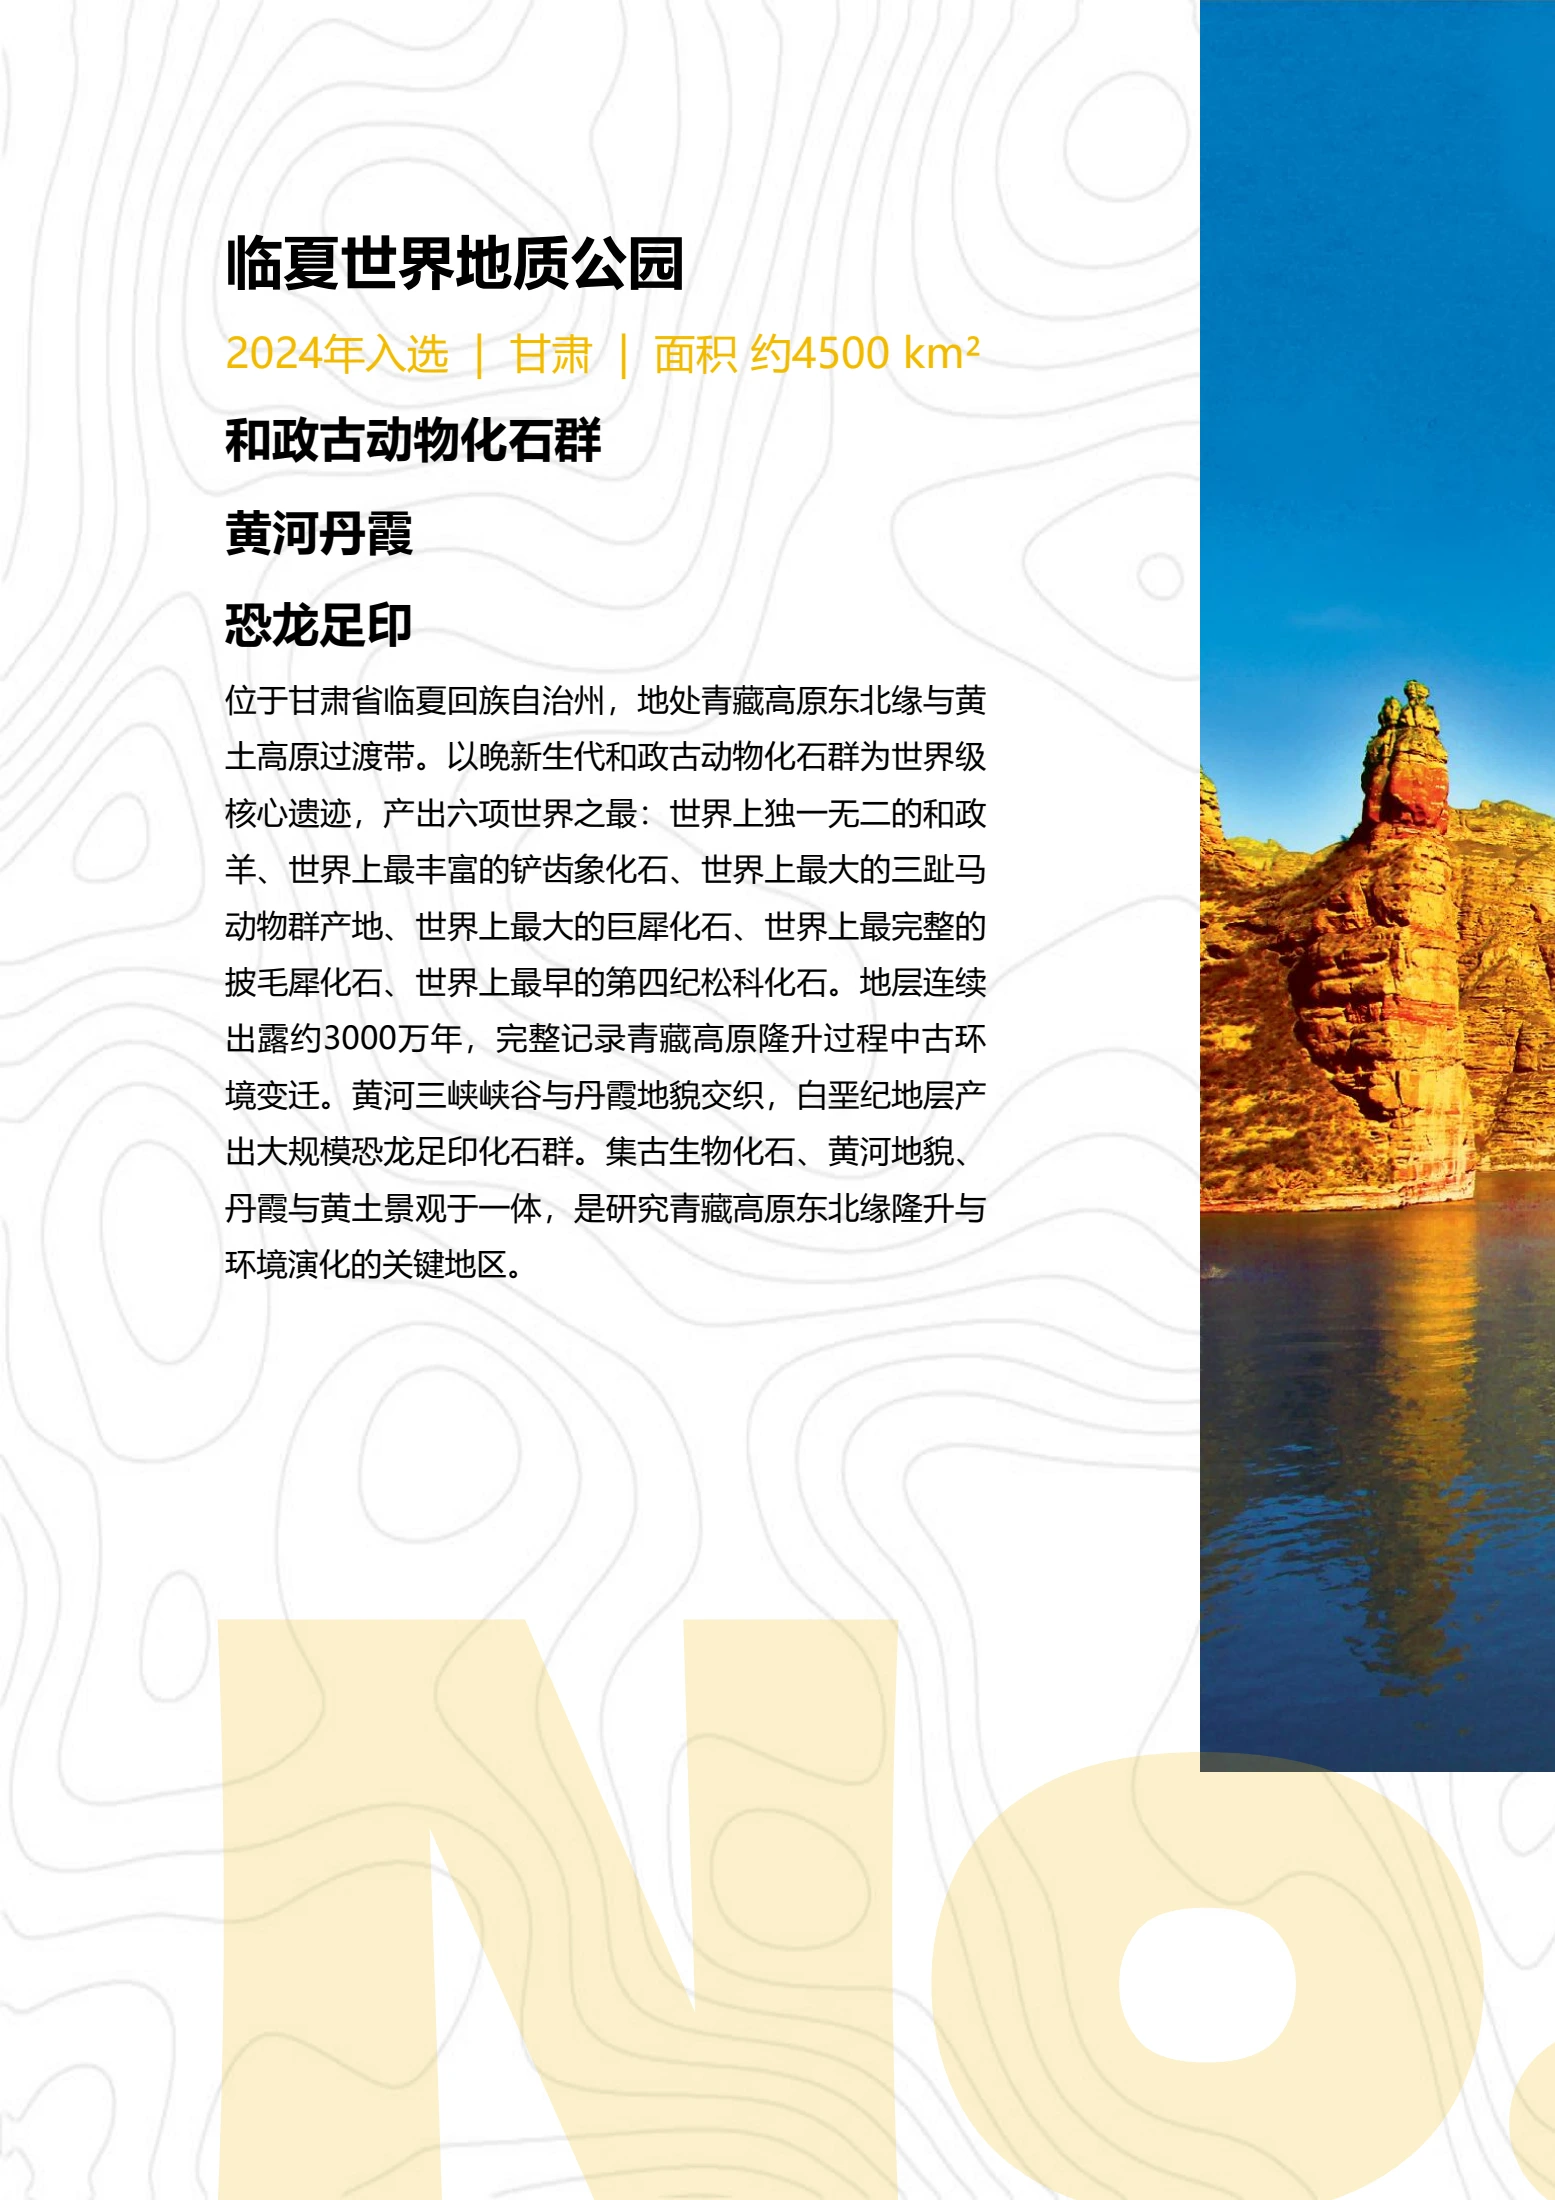 临夏世界地质公园
2024年入选 | 甘肃 | 面积 约4500 km²
和政古动物化石群
黄河丹霞
恐龙足印
位于甘肃省临夏回族自治州，地处青藏高原东北缘与黄
土高原过渡带。以晚新生代和政古动物化石群为世界级
核心遗迹，产出六项世界之最：世界上独一无二的和政
羊、世界上最丰富的铲齿象化石、世界上最大的三趾马
动物群产地、世界上最大的巨犀化石、世界上最完整的
披毛犀化石、世界上最早的第四纪松科化石。地层连续
出露约3000万年，完整记录青藏高原隆升过程中古环
境变迁。黄河三峡峡谷与丹霞地貌交织，白垩纪地层产
出大规模恐龙足印化石群。集古生物化石、黄河地貌、
丹霞与黄土景观于一体，是研究青藏高原东北缘隆升与
环境演化的关键地区。
No.